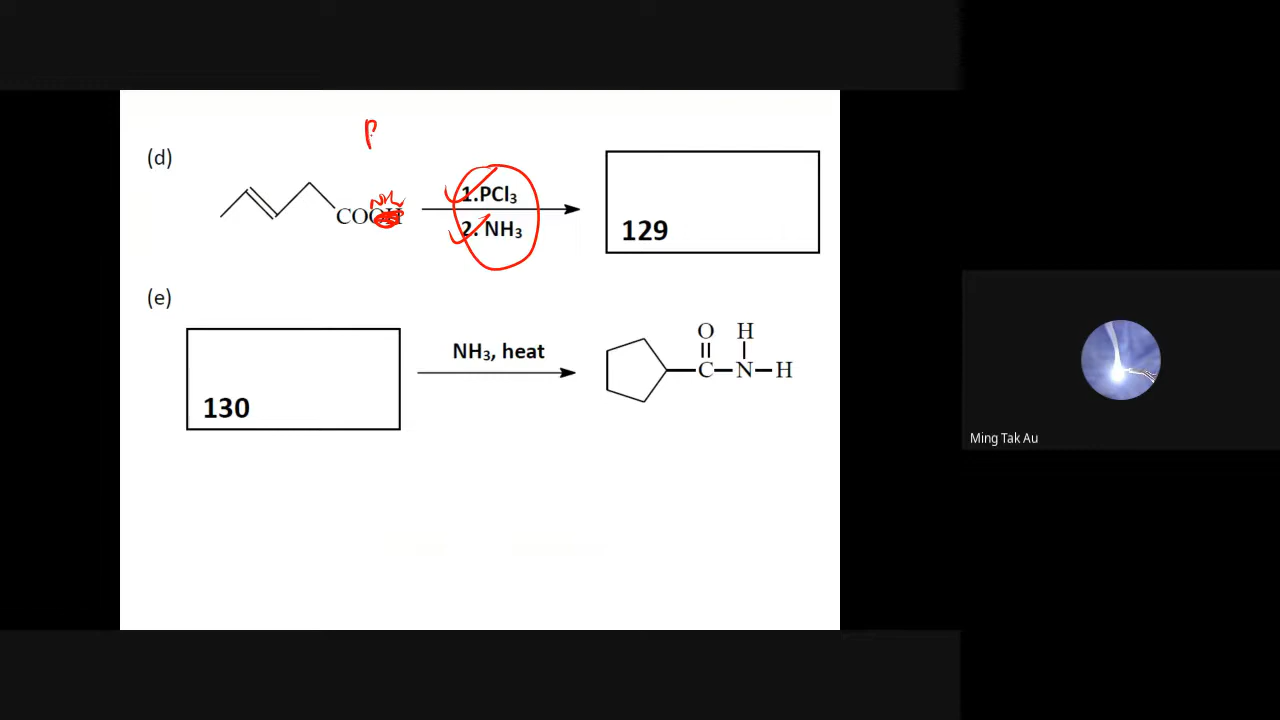 (d)
COOH
1.PCl₃
2. NH₃
129
(e)
130
NH₃, heat
O H
C N H
Ming Tak Au